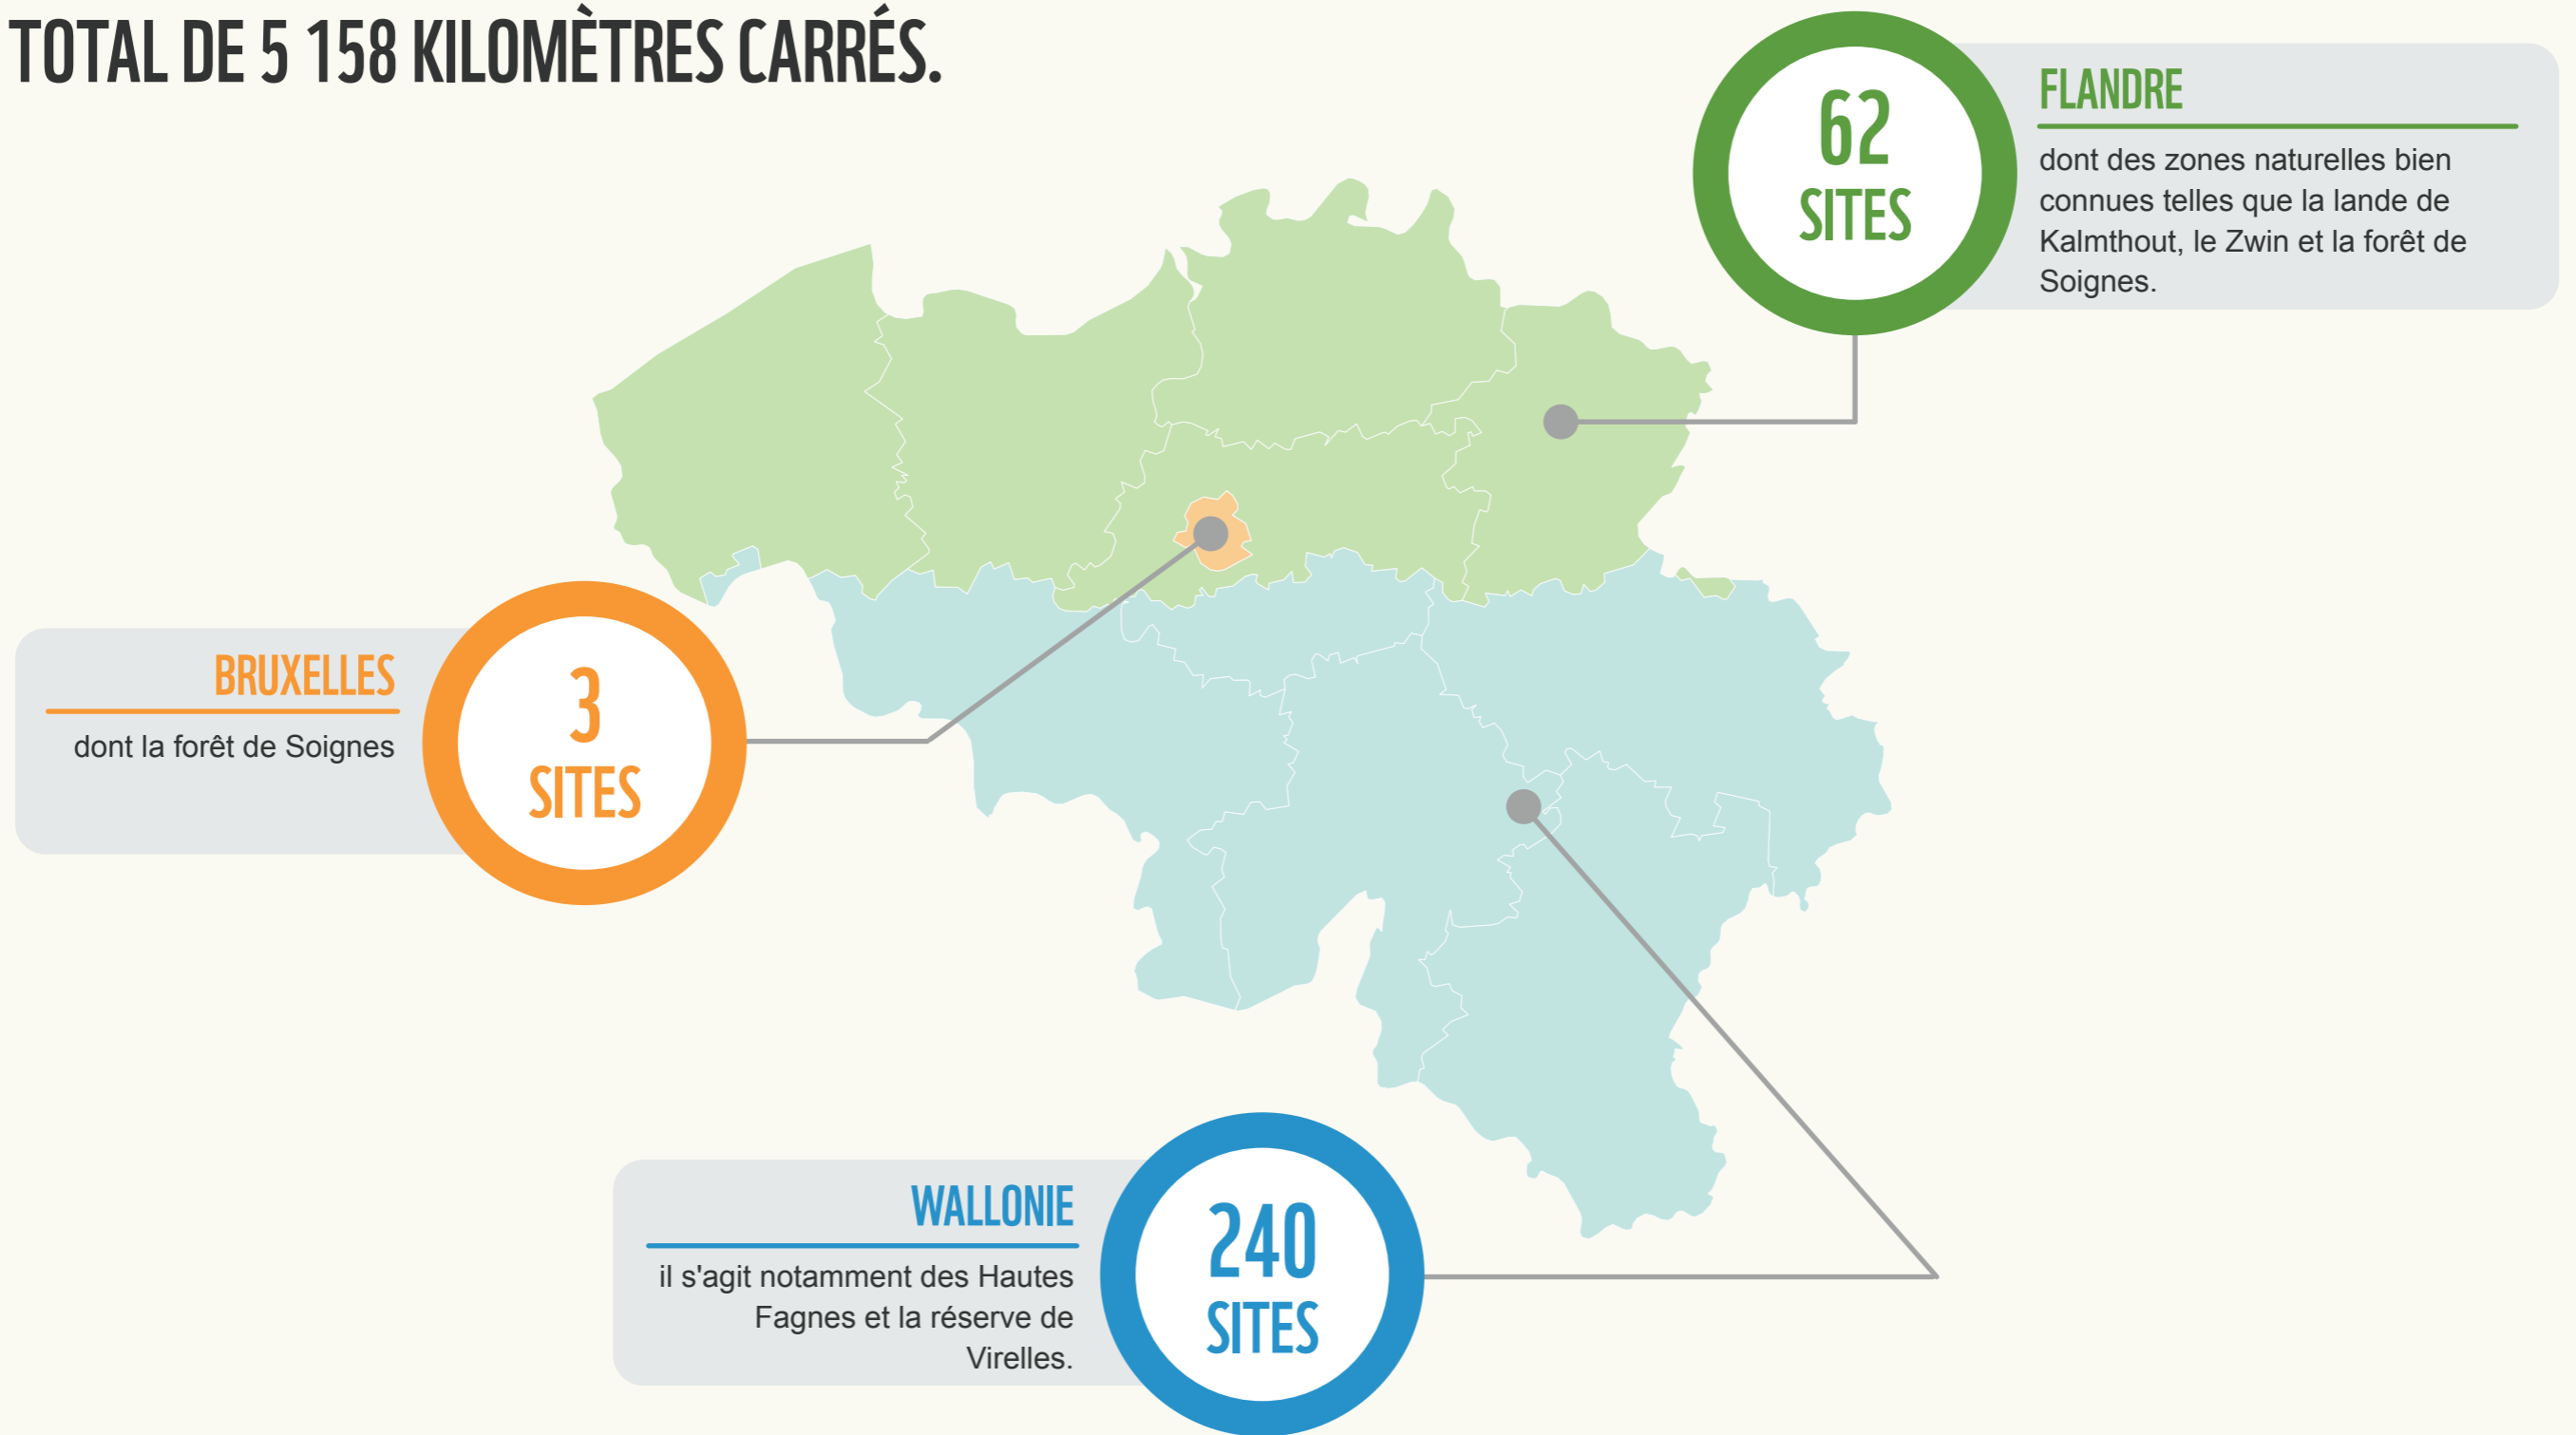 TOTAL DE 5 158 KILOMÈTRES CARRÉS.
62
SITES
FLANDRE
dont des zones naturelles bien
connues telles que la lande de
Kalmthout, le Zwin et la forêt de
Soignes.
BRUXELLES
dont la forêt de Soignes
3
SITES
WALLONIE
il s'agit notamment des Hautes
Fagnes et la réserve de
Virelles.
240
SITES